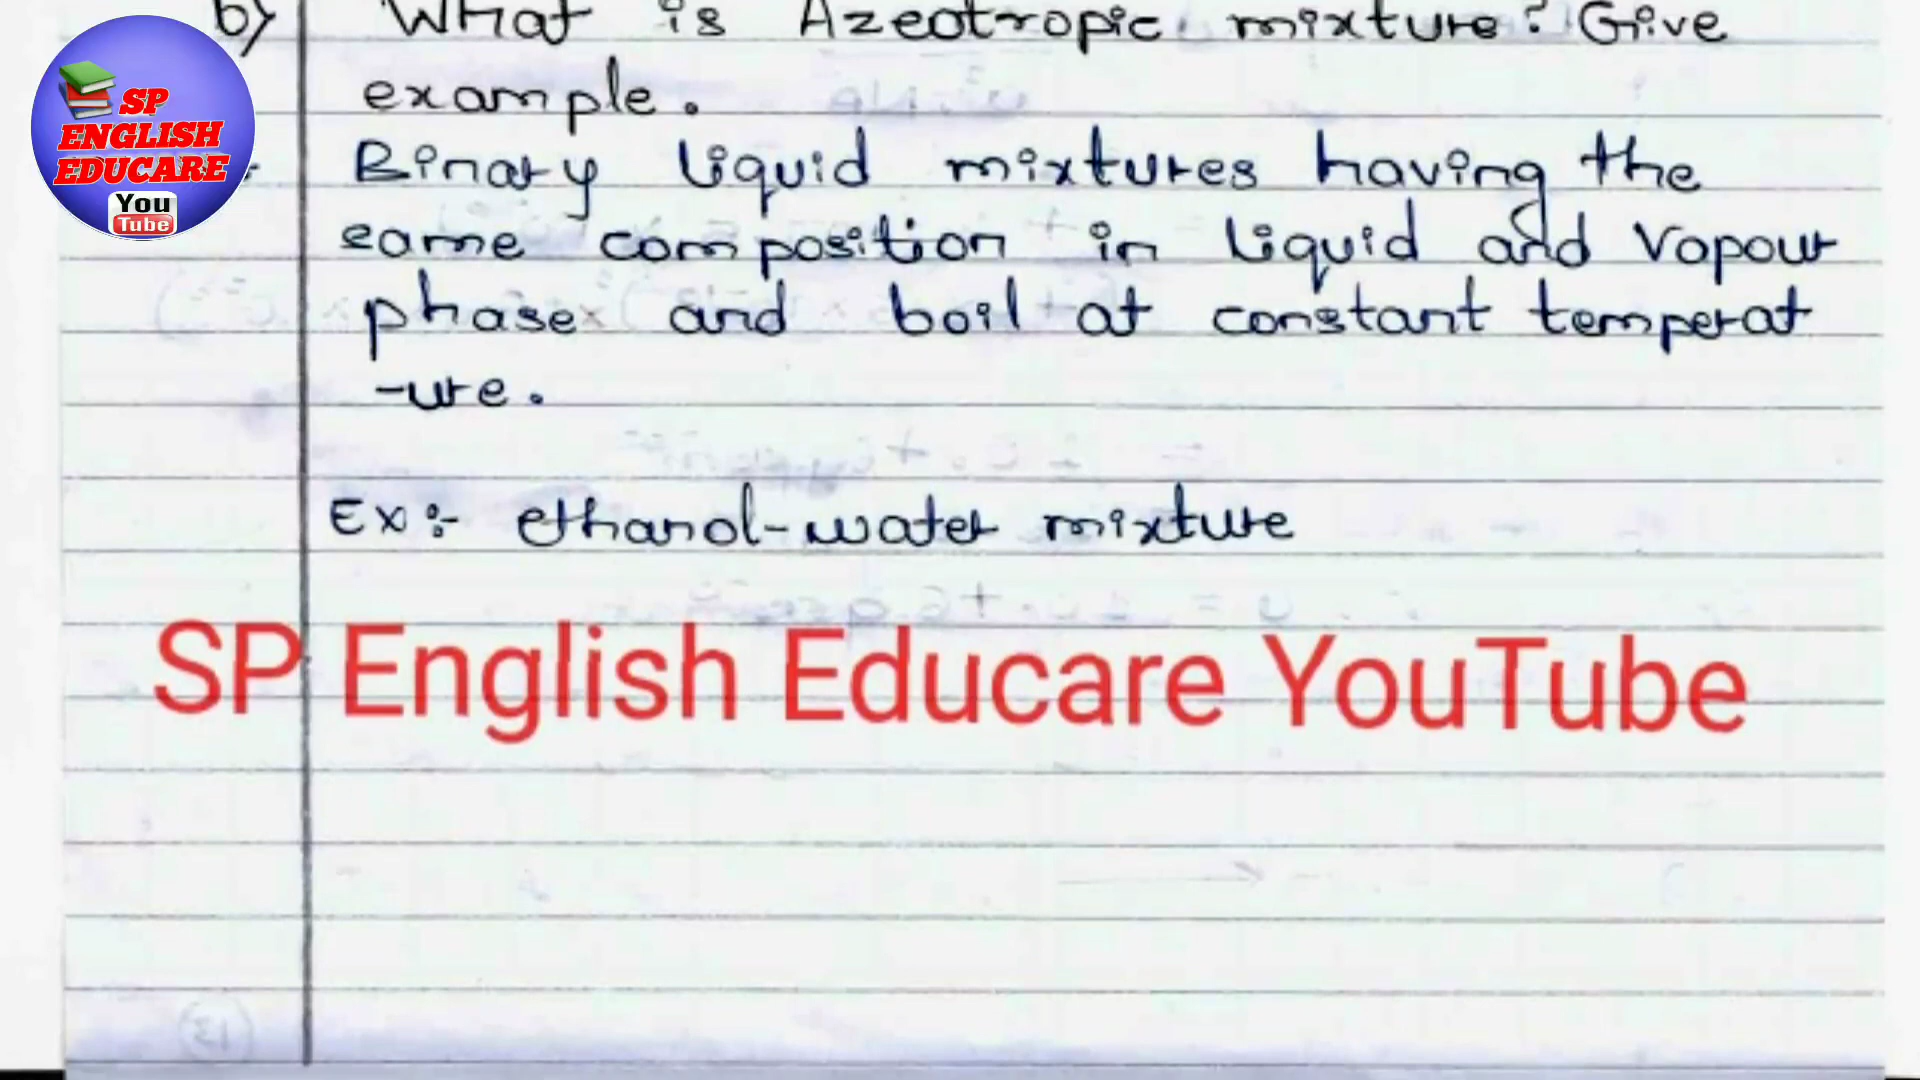 b) What is Azeotropic mixture? Give
example.
Binary liquid mixtures having the
same composition in liquid and vapour
phase and boil at constant temperat
-ure.
Ex:- ethanol-water mixture
SP English Educare YouTube
SP
ENGLISH
EDUCARE
You
Tube